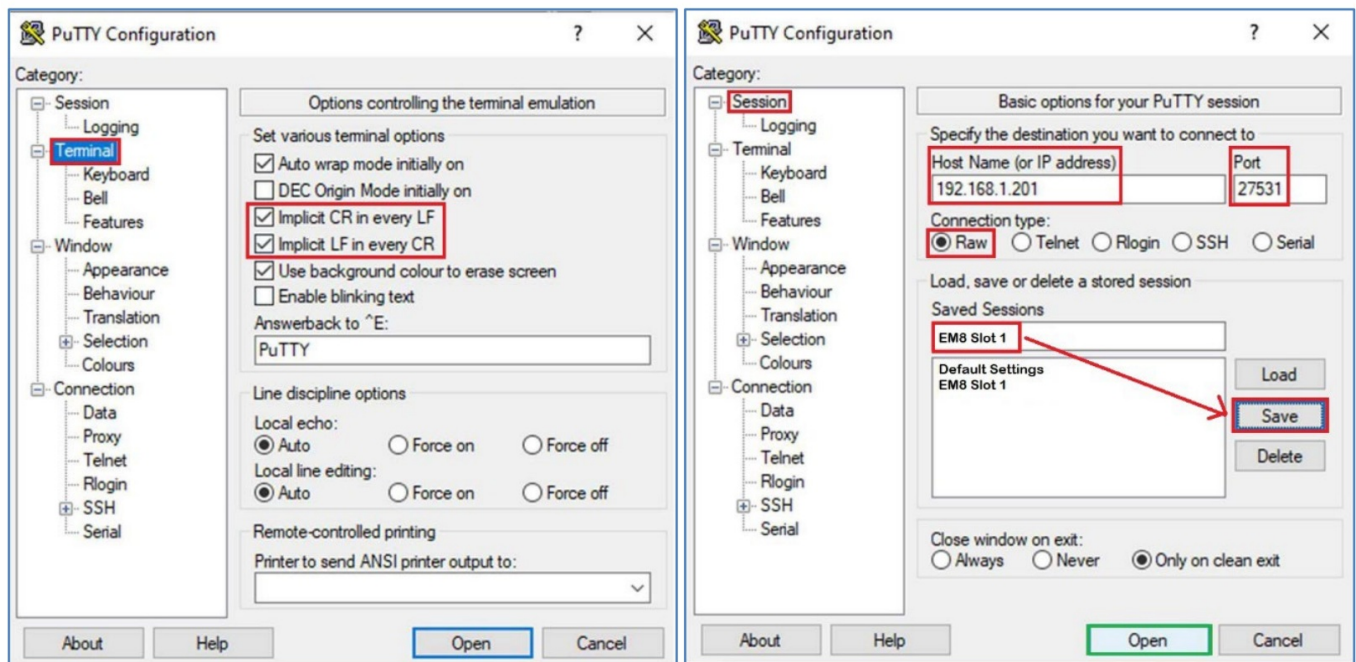 PuTTY Configuration
?
Category:
Session
Logging
Terminal
Keyboard
Bell
Features
Window
Appearance
Behaviour
Translation
Selection
Colours
Connection
Data
Proxy
Telnet
Rlogin
SSH
Serial
Options controlling the terminal emulation
Set various terminal options
Auto wrap mode initially on
DEC Origin Mode initially on
Implicit CR in every LF
Implicit LF in every CR
Use background colour to erase screen
Enable blinking text
Answerback to ^E:
PuTTY
Line discipline options
Local echo:
Auto Force on Force off
Local line editing:
Auto Force on Force off
Remote-controlled printing
Printer to send ANSI printer output to:
About Help Open Cancel
PuTTY Configuration
?
Category:
Session
Logging
Terminal
Keyboard
Bell
Features
Window
Appearance
Behaviour
Translation
Selection
Colours
Connection
Data
Proxy
Telnet
Rlogin
SSH
Serial
Basic options for your PuTTY session
Specify the destination you want to connect to
Host Name (or IP address) Port
192.168.1.201 27531
Connection type:
Raw Telnet Rlogin SSH Serial
Load, save or delete a stored session
Saved Sessions
EM8 Slot 1
Default Settings
EM8 Slot 1
Load
Save
Delete
Close window on exit:
Always Never Only on clean exit
About Help Open Cancel